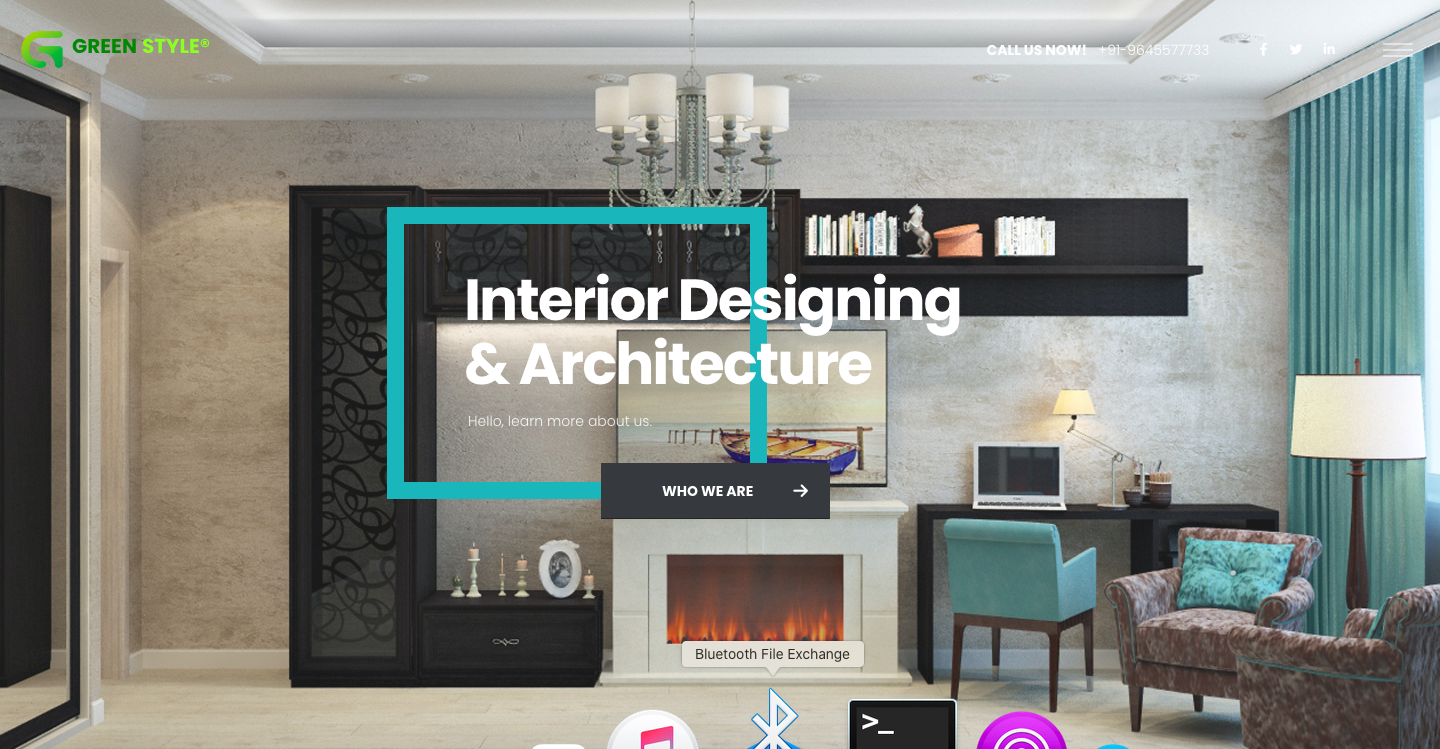 GREEN STYLE®
CALL US NOW! +91-9645577733
Interior Designing
& Architecture
Hello, learn more about us.
WHO WE ARE
Bluetooth File Exchange
>_